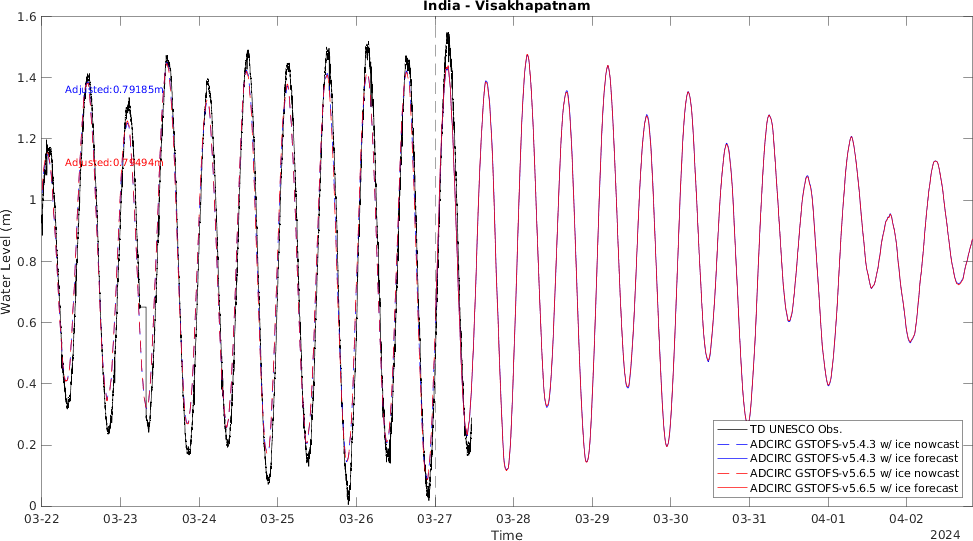 India - Visakhapatnam
1.6
1.4
1.2
1
0.8
0.6
0.4
0.2
0
Water Level (m)
Adjusted:0.79185m
Adjusted:0.79494m
TD UNESCO Obs.
ADCIRC GSTOFS-v5.4.3 w/ ice nowcast
ADCIRC GSTOFS-v5.4.3 w/ ice forecast
ADCIRC GSTOFS-v5.6.5 w/ ice nowcast
ADCIRC GSTOFS-v5.6.5 w/ ice forecast
03-22 03-23 03-24 03-25 03-26 03-27 03-28 03-29 03-30 03-31 04-01 04-02
Time
2024